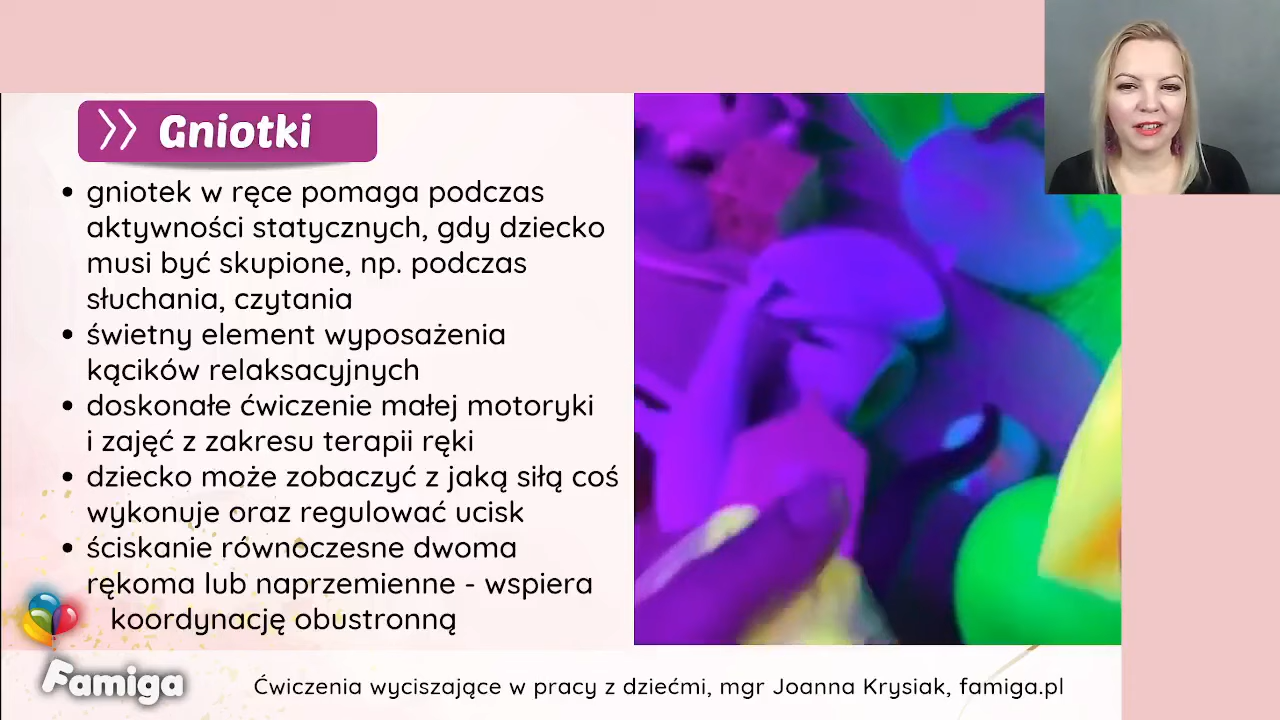 Gniotki
• gniotek w ręce pomaga podczas
aktywności statycznych, gdy dziecko
musi być skupione, np. podczas
słuchania, czytania
• świetny element wyposażenia
kącików relaksacyjnych
• doskonałe ćwiczenie małej motoryki
i zajęć z zakresu terapii ręki
• dziecko może zobaczyć z jaką siłą coś
wykonuje oraz regulować ucisk
• ściskanie równoczesne dwoma
rękoma lub naprzemienne - wspiera
koordynację obustronną
Famiga
Ćwiczenia wyciszające w pracy z dziećmi, mgr Joanna Krysiak, famiga.pl